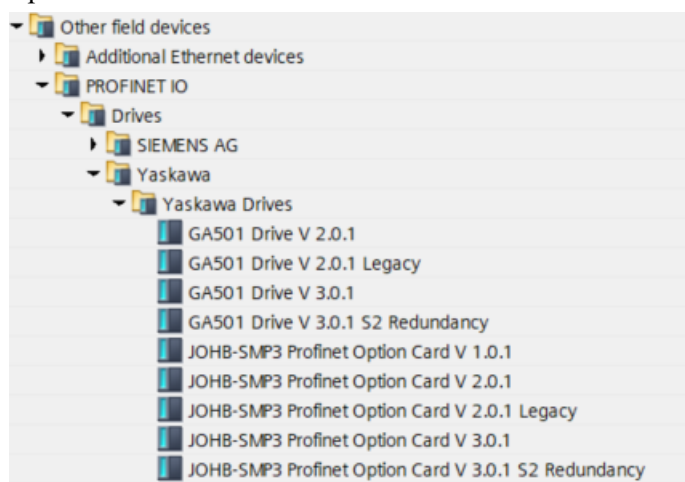 Other field devices
Additional Ethernet devices
PROFINET IO
Drives
SIEMENS AG
Yaskawa
Yaskawa Drives
GA501 Drive V 2.0.1
GA501 Drive V 2.0.1 Legacy
GA501 Drive V 3.0.1
GA501 Drive V 3.0.1 S2 Redundancy
JOHB-SMP3 Profinet Option Card V 1.0.1
JOHB-SMP3 Profinet Option Card V 2.0.1
JOHB-SMP3 Profinet Option Card V 2.0.1 Legacy
JOHB-SMP3 Profinet Option Card V 3.0.1
JOHB-SMP3 Profinet Option Card V 3.0.1 S2 Redundancy